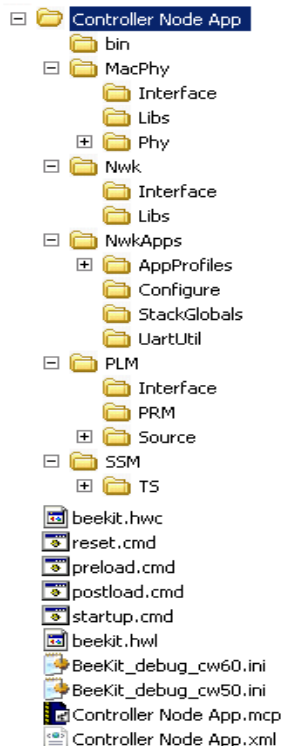 Controller Node App
bin
MacPhy
Interface
Libs
Phy
Nwk
Interface
Libs
NwkApps
AppProfiles
Configure
StackGlobals
UartUtil
PLM
Interface
PRM
Source
SSM
TS
beekit.hwc
reset.cmd
preload.cmd
postload.cmd
startup.cmd
beekit.hwl
BeeKit_debug_cw60.ini
BeeKit_debug_cw50.ini
Controller Node App.mcp
Controller Node App.xml